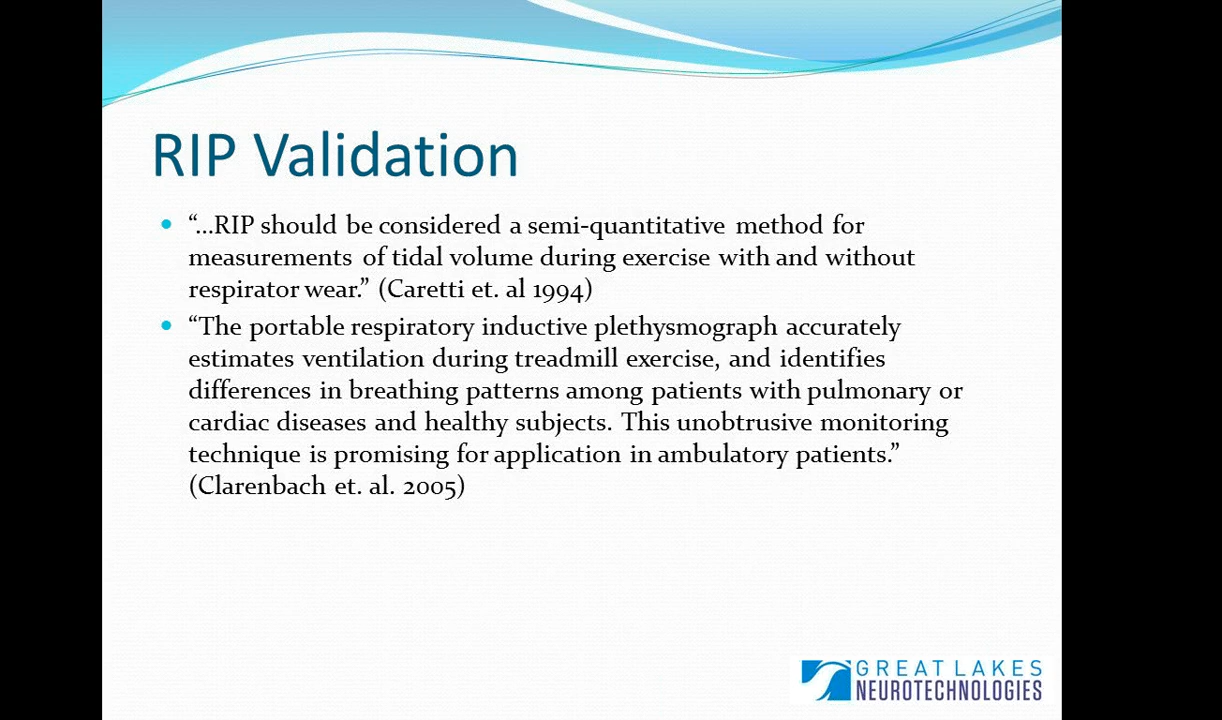 RIP Validation
“…RIP should be considered a semi-quantitative method for
measurements of tidal volume during exercise with and without
respirator wear.” (Caretti et. al 1994)
“The portable respiratory inductive plethysmograph accurately
estimates ventilation during treadmill exercise, and identifies
differences in breathing patterns among patients with pulmonary or
cardiac diseases and healthy subjects. This unobtrusive monitoring
technique is promising for application in ambulatory patients.”
(Clarenbach et. al. 2005)
GREAT LAKES
NEUROTECHNOLOGIES